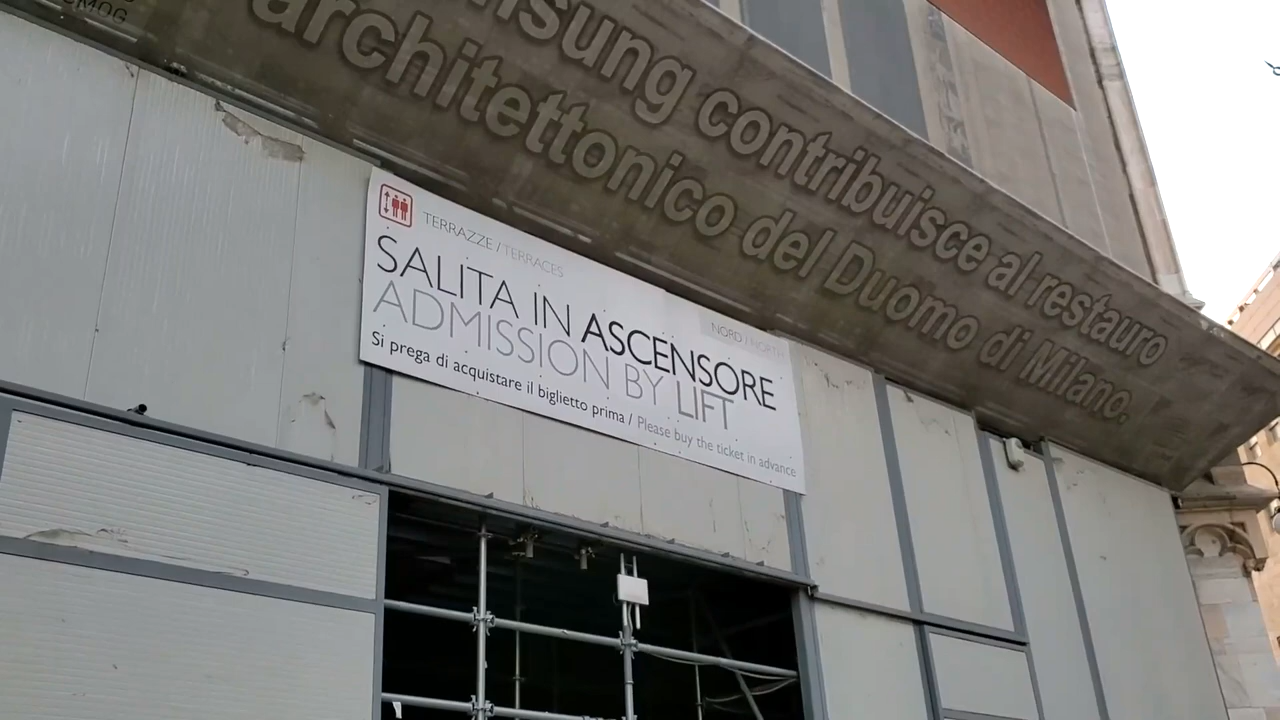 SMOG
contribuisce al restauro
architettonico del Duomo di Milano.
TERRAZZE / TERRACES
NORD / NORTH
SALITA IN ASCENSORE
ADMISSION BY LIFT
Si prega di acquistare il biglietto prima / Please buy the ticket in advance